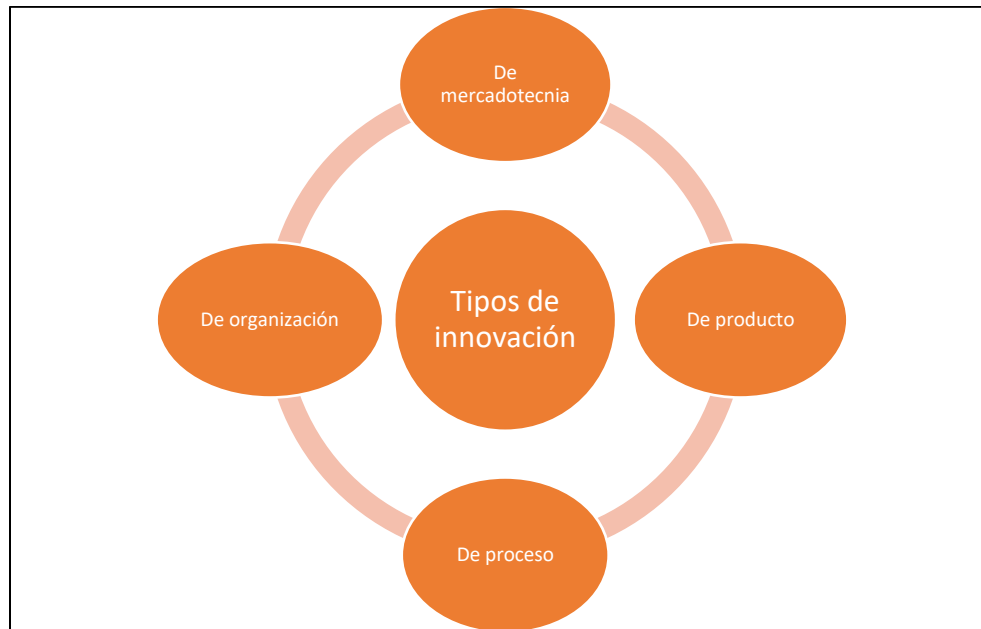 De
mercadotecnia
De organización
Tipos de
innovación
De producto
De proceso